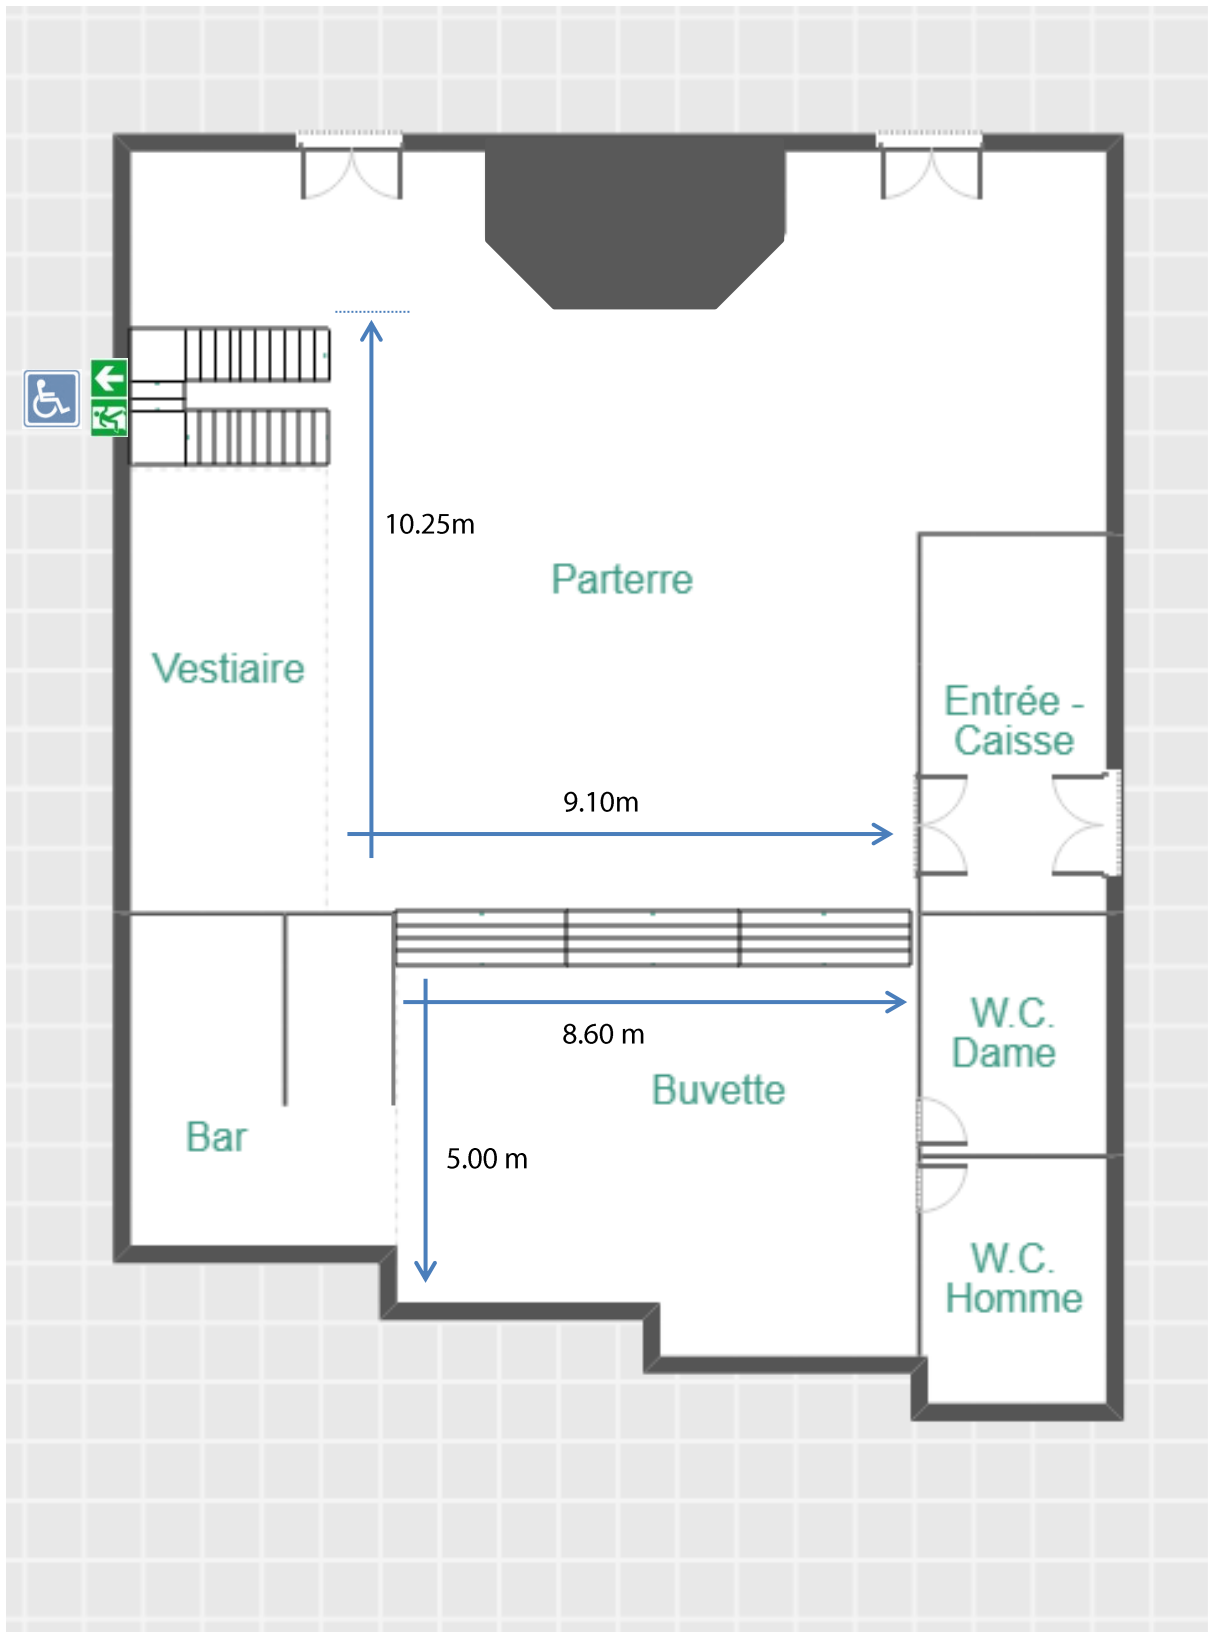 10.25m
Parterre
Vestiaire
Entrée -
Caisse
9.10m
8.60 m
W.C.
Dame
Buvette
Bar
5.00 m
W.C.
Homme